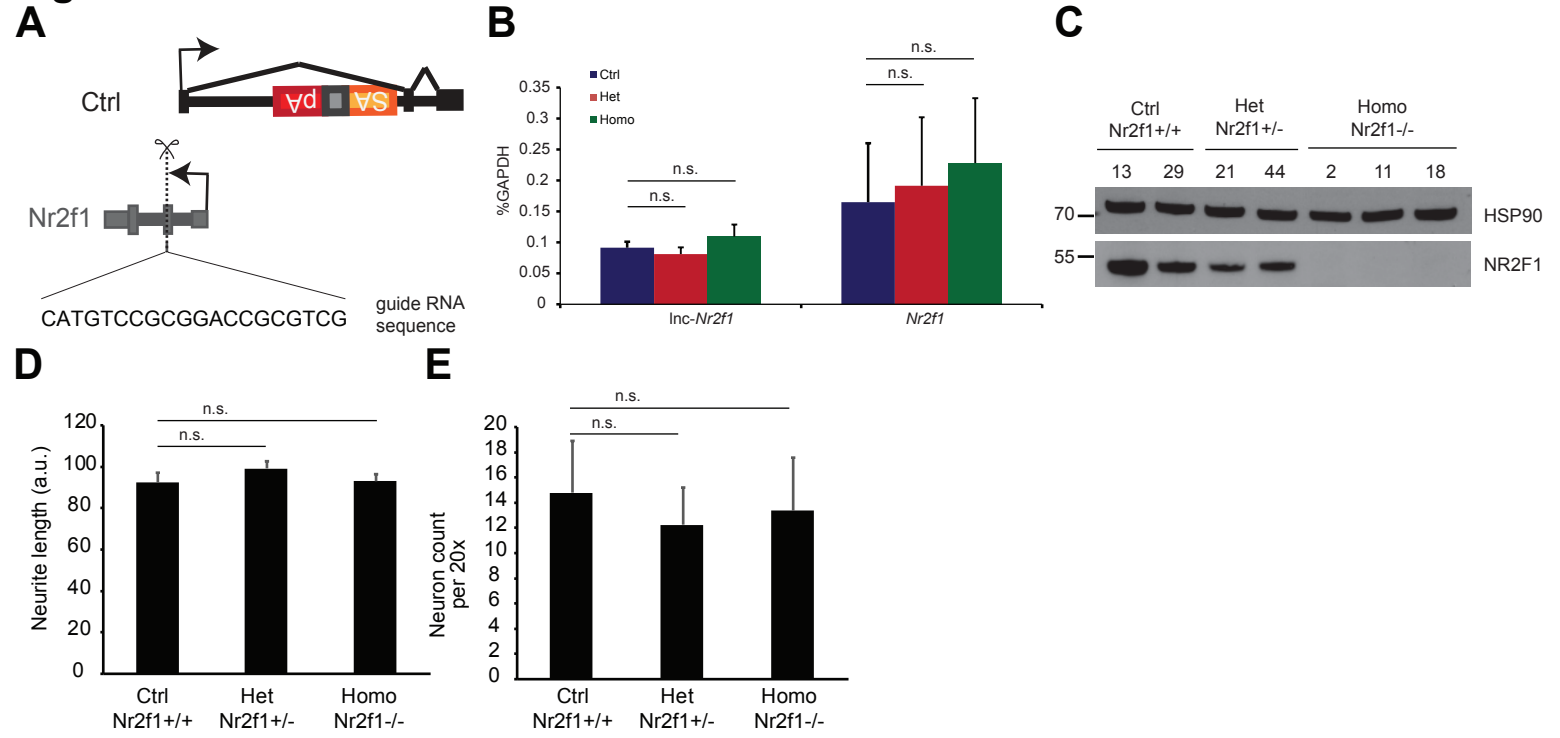 A
Ctrl
pA
SA
Nr2f1
CATGTCCGCGGACCGCGTCG
guide RNA
sequence
B
Ctrl
Het
Homo
n.s.
n.s.
n.s.
n.s.
%GAPDH
0.35
0.3
0.25
0.2
0.15
0.1
0.05
0
lnc-Nr2f1
Nr2f1
C
Ctrl
Nr2f1+/+
Het
Nr2f1+/-
Homo
Nr2f1-/-
13 29 21 44 2 11 18
70
HSP90
55
NR2F1
D
n.s.
n.s.
Neurite length (a.u.)
120
100
80
60
40
20
0
Ctrl
Nr2f1+/+
Het
Nr2f1+/-
Homo
Nr2f1-/-
E
n.s.
n.s.
Neuron count
per 20x
20
18
16
14
12
10
8
6
4
2
0
Ctrl
Nr2f1+/+
Het
Nr2f1+/-
Homo
Nr2f1-/-